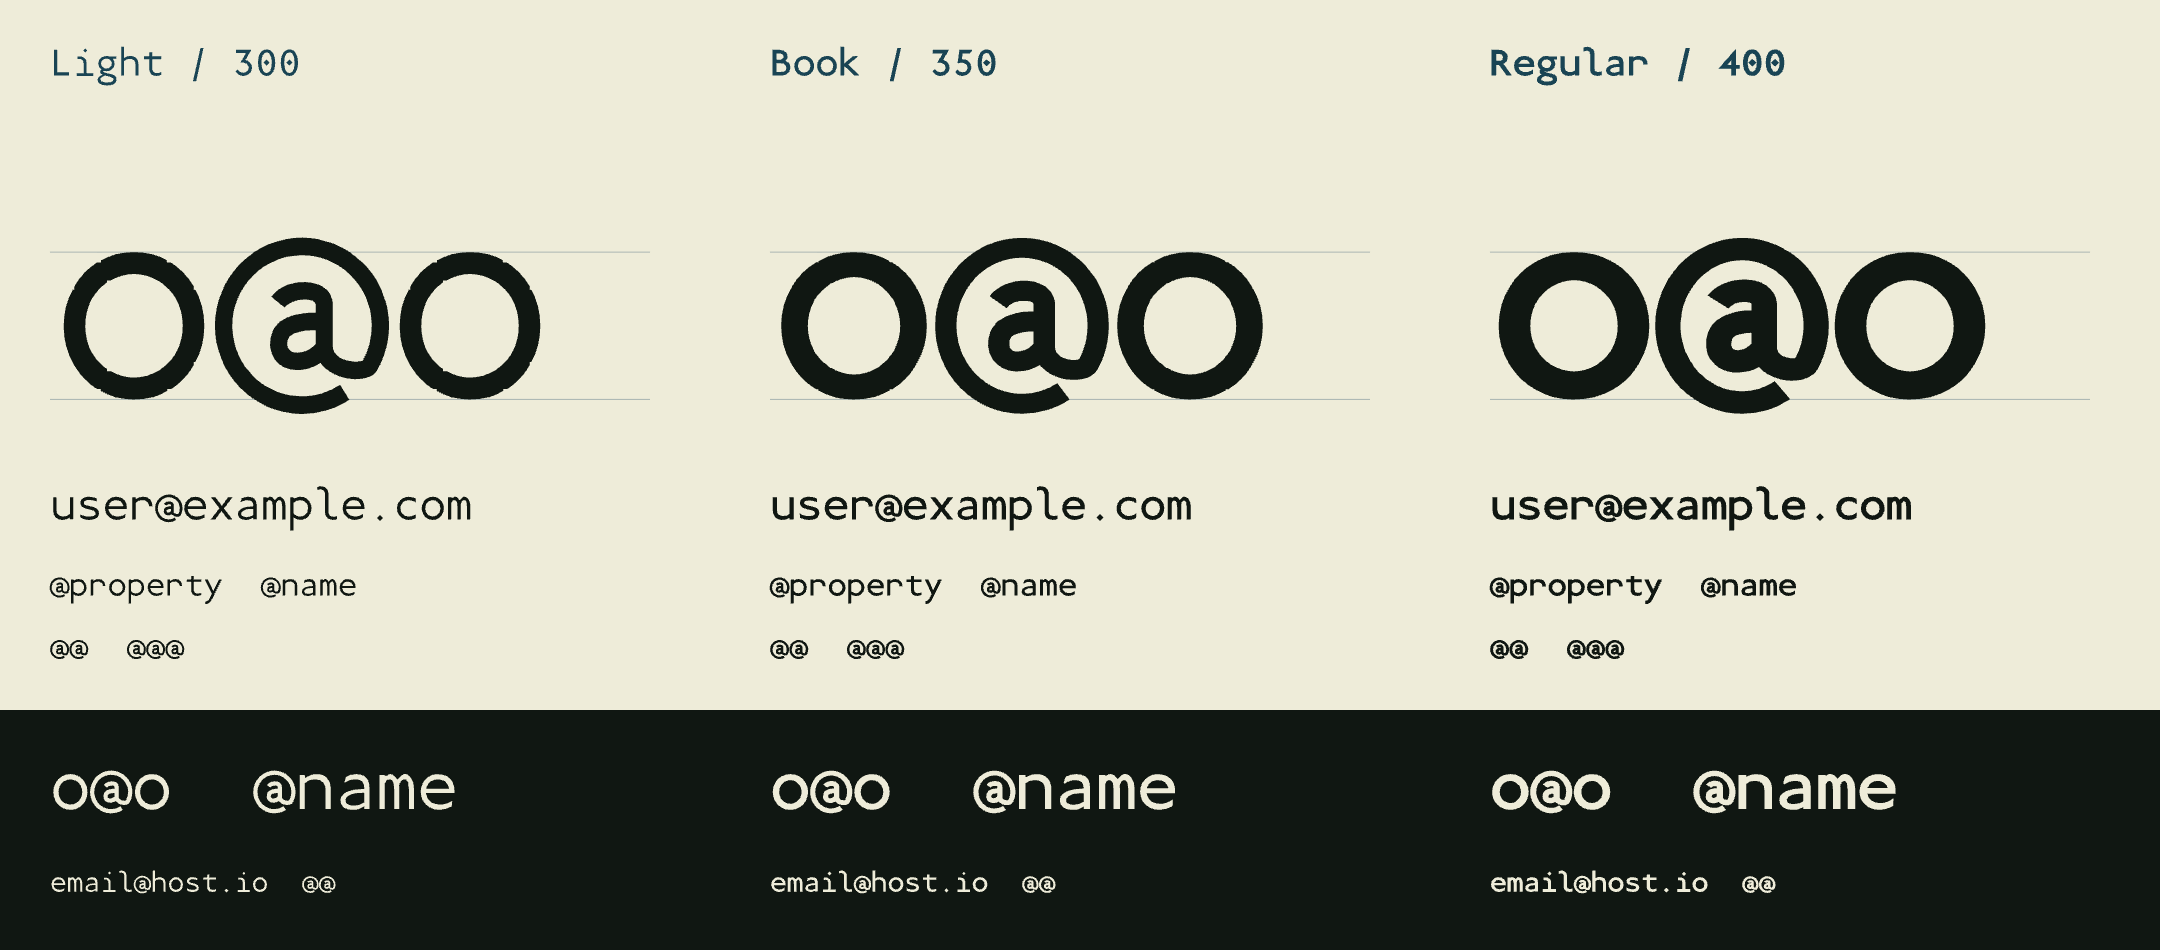 Light / 300
o@o
user@example.com
@property @name
@@ @@@
o@o @name
email@host.io @@
Book / 350
o@o
user@example.com
@property @name
@@ @@@
o@o @name
email@host.io @@
Regular / 400
o@o
user@example.com
@property @name
@@ @@@
o@o @name
email@host.io @@